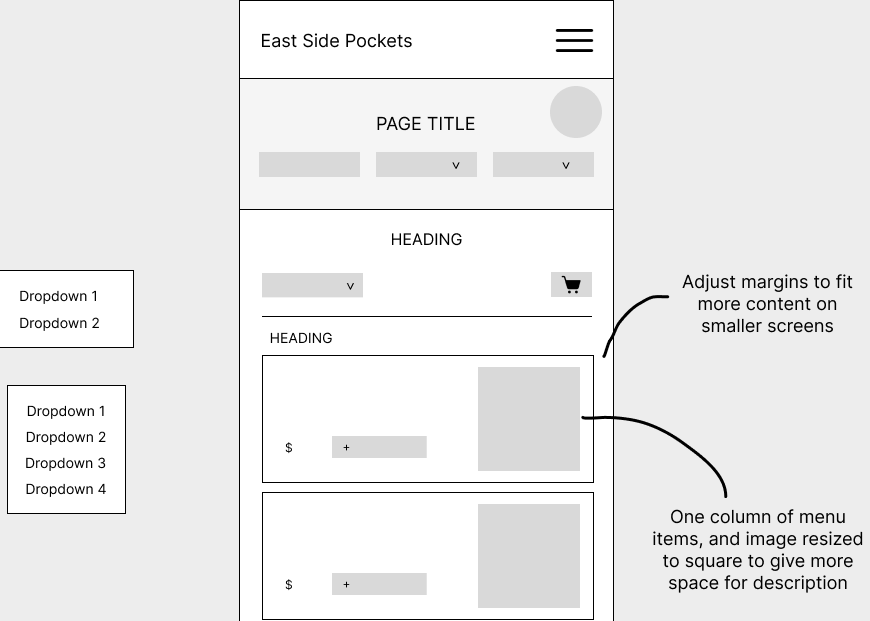 East Side Pockets
PAGE TITLE
v
v
HEADING
v
HEADING
$
+
$
+
Dropdown 1
Dropdown 2
Dropdown 1
Dropdown 2
Dropdown 3
Dropdown 4
Adjust margins to fit
more content on
smaller screens
One column of menu
items, and image resized
to square to give more
space for description